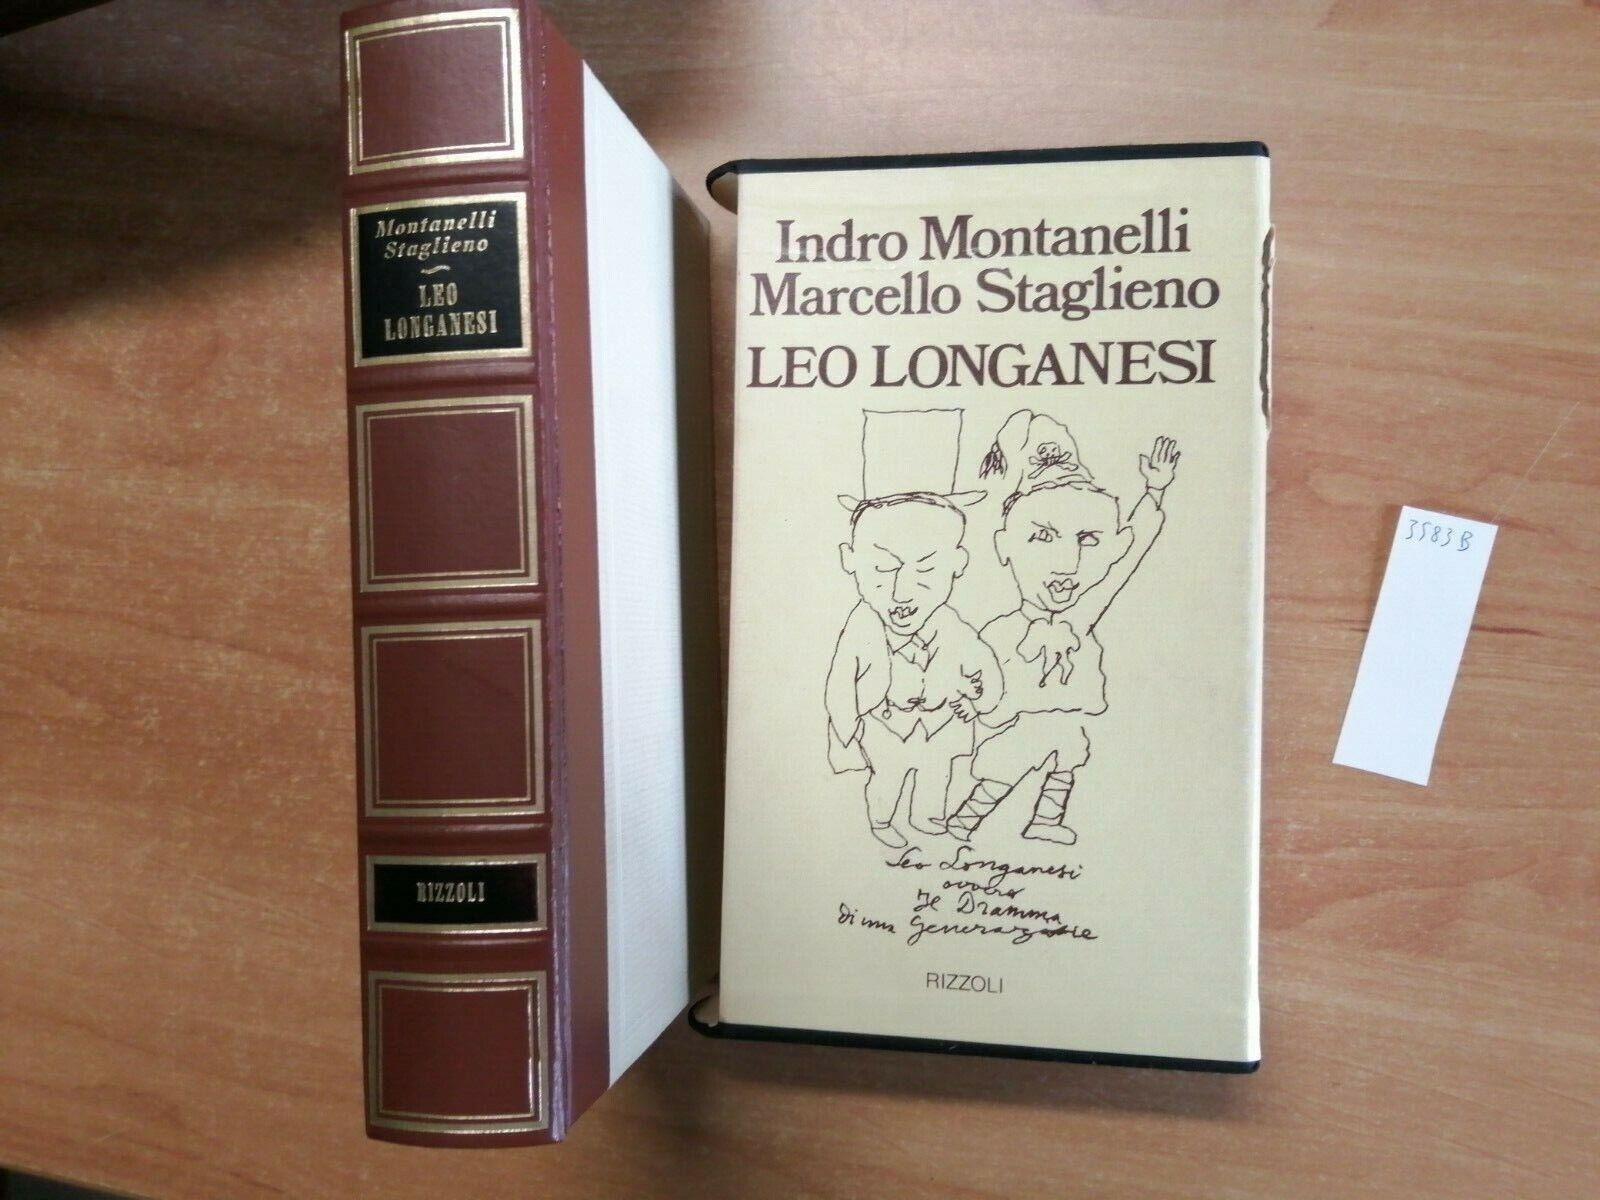 Montanelli
Staglieno
LEO
LONGANESI
RIZZOLI
Indro Montanelli
Marcello Staglieno
LEO LONGANESI
Leo Longanesi
ovvero
Il Dramma
di una Generazione
RIZZOLI
3583B